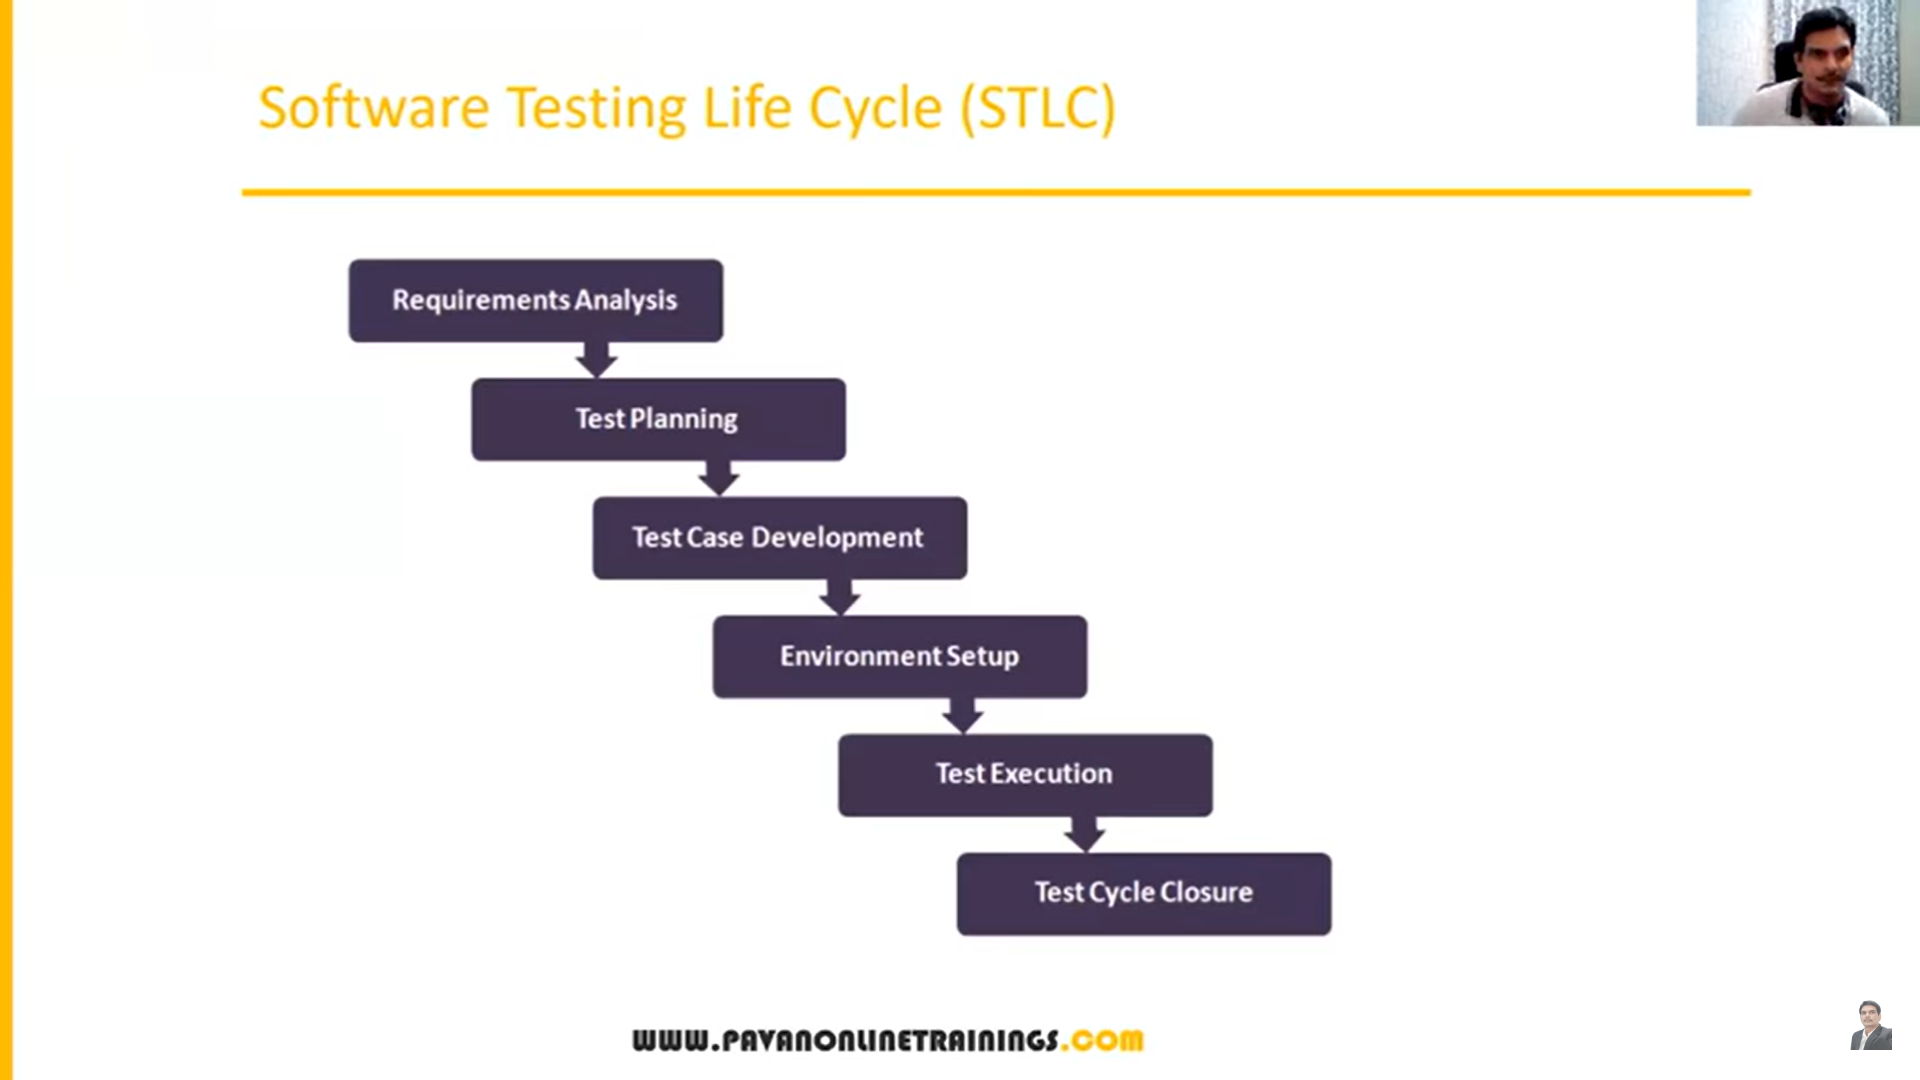 Software Testing Life Cycle (STLC)
Requirements Analysis
Test Planning
Test Case Development
Environment Setup
Test Execution
Test Cycle Closure
WWW.PAVANONLINETRAININGS.COM